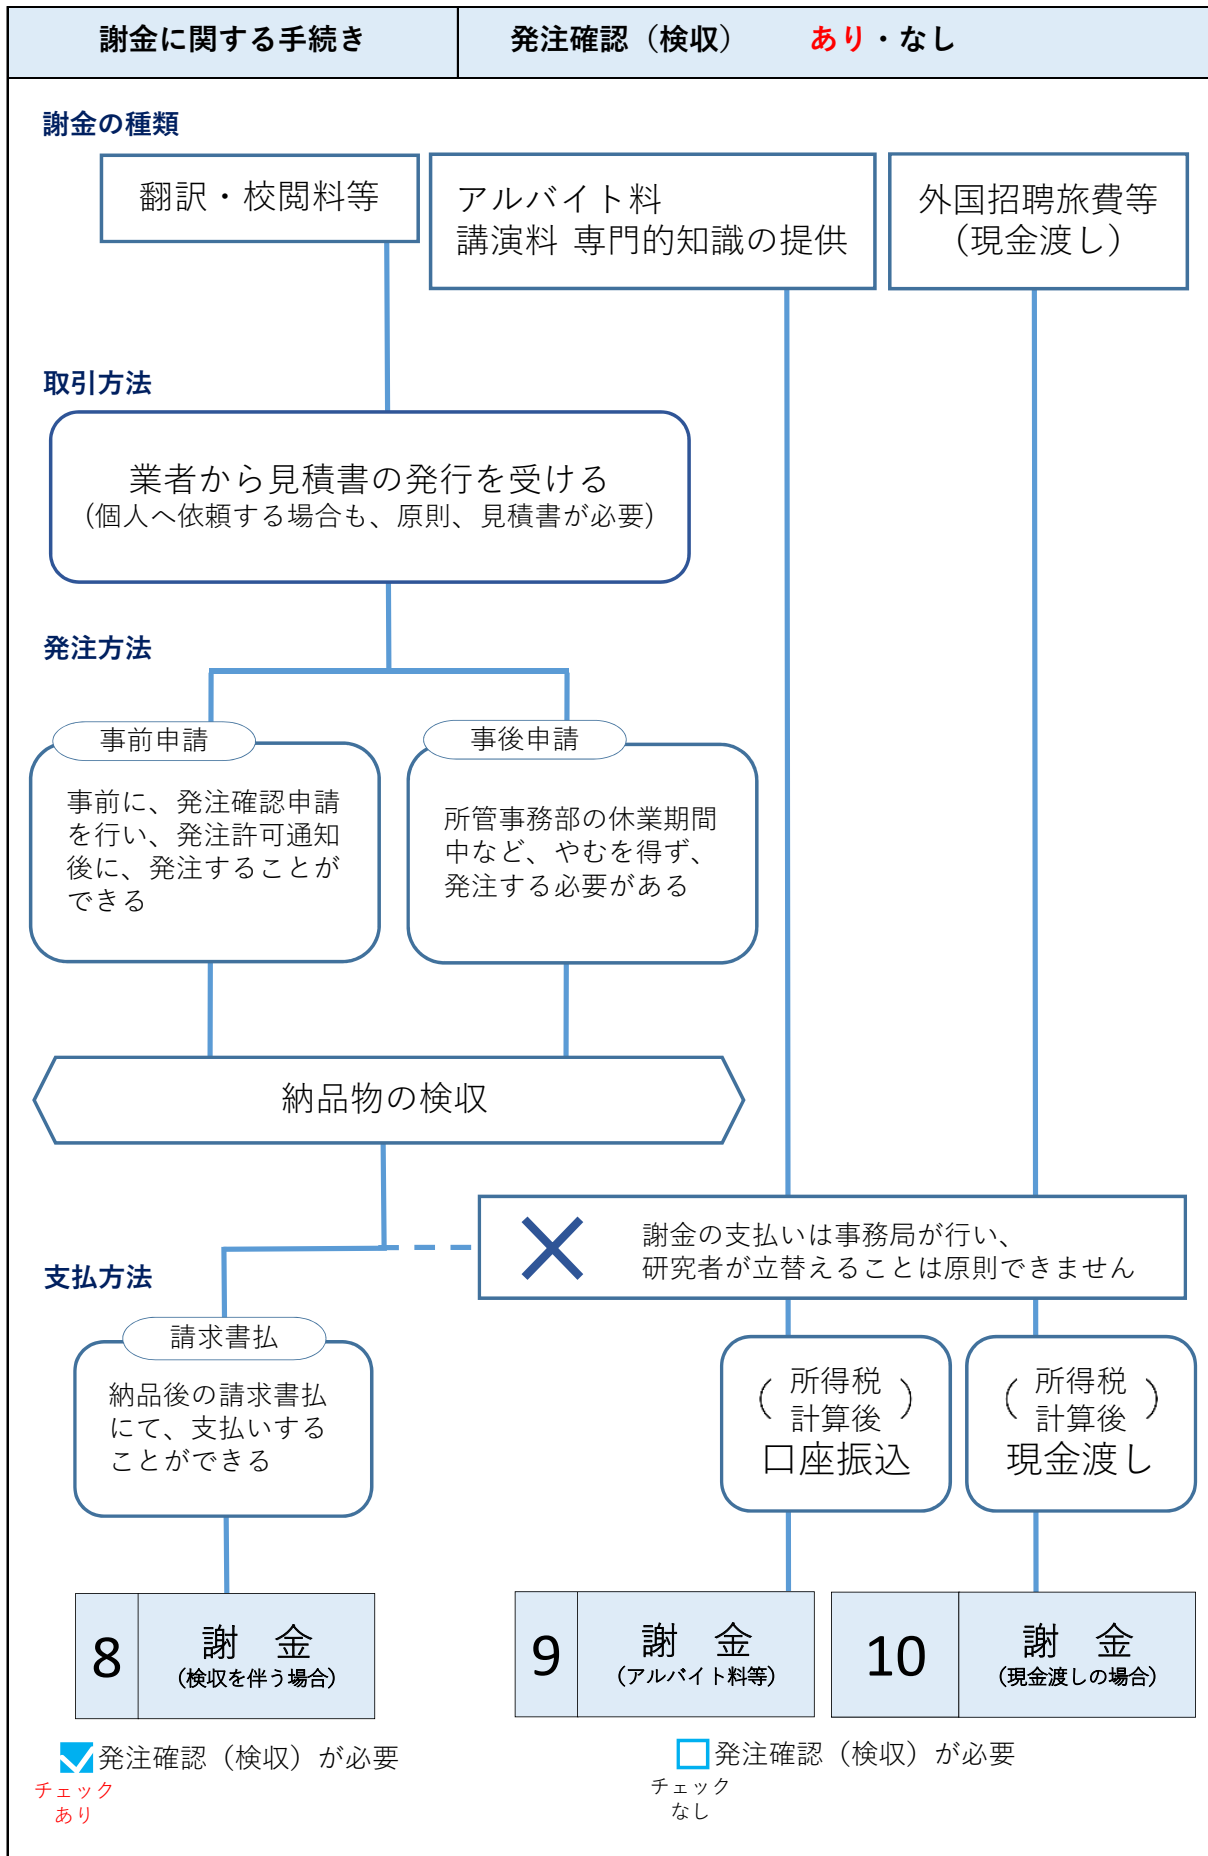 謝金に関する手続き
発注確認（検収） あり・なし
謝金の種類
翻訳・校閲料等
アルバイト料
講演料 専門的知識の提供
外国招聘旅費等
（現金渡し）
取引方法
業者から見積書の発行を受ける
(個人へ依頼する場合も、原則、見積書が必要)
発注方法
事前申請
事前に、発注確認申請
を行い、発注許可通知
後に、発注することが
できる
事後申請
所管事務部の休業期間
中など、やむを得ず、
発注する必要がある
納品物の検収
謝金の支払いは事務局が行い、
研究者が立替えることは原則できません
支払方法
請求書払
納品後の請求書払
にて、支払いする
ことができる
（所得税
計算後）
口座振込
（所得税
計算後）
現金渡し
8 謝 金
(検収を伴う場合)
9 謝 金
(アルバイト料等)
10 謝 金
(現金渡しの場合)
発注確認（検収）が必要
チェック
あり
発注確認（検収）が必要
チェック
なし